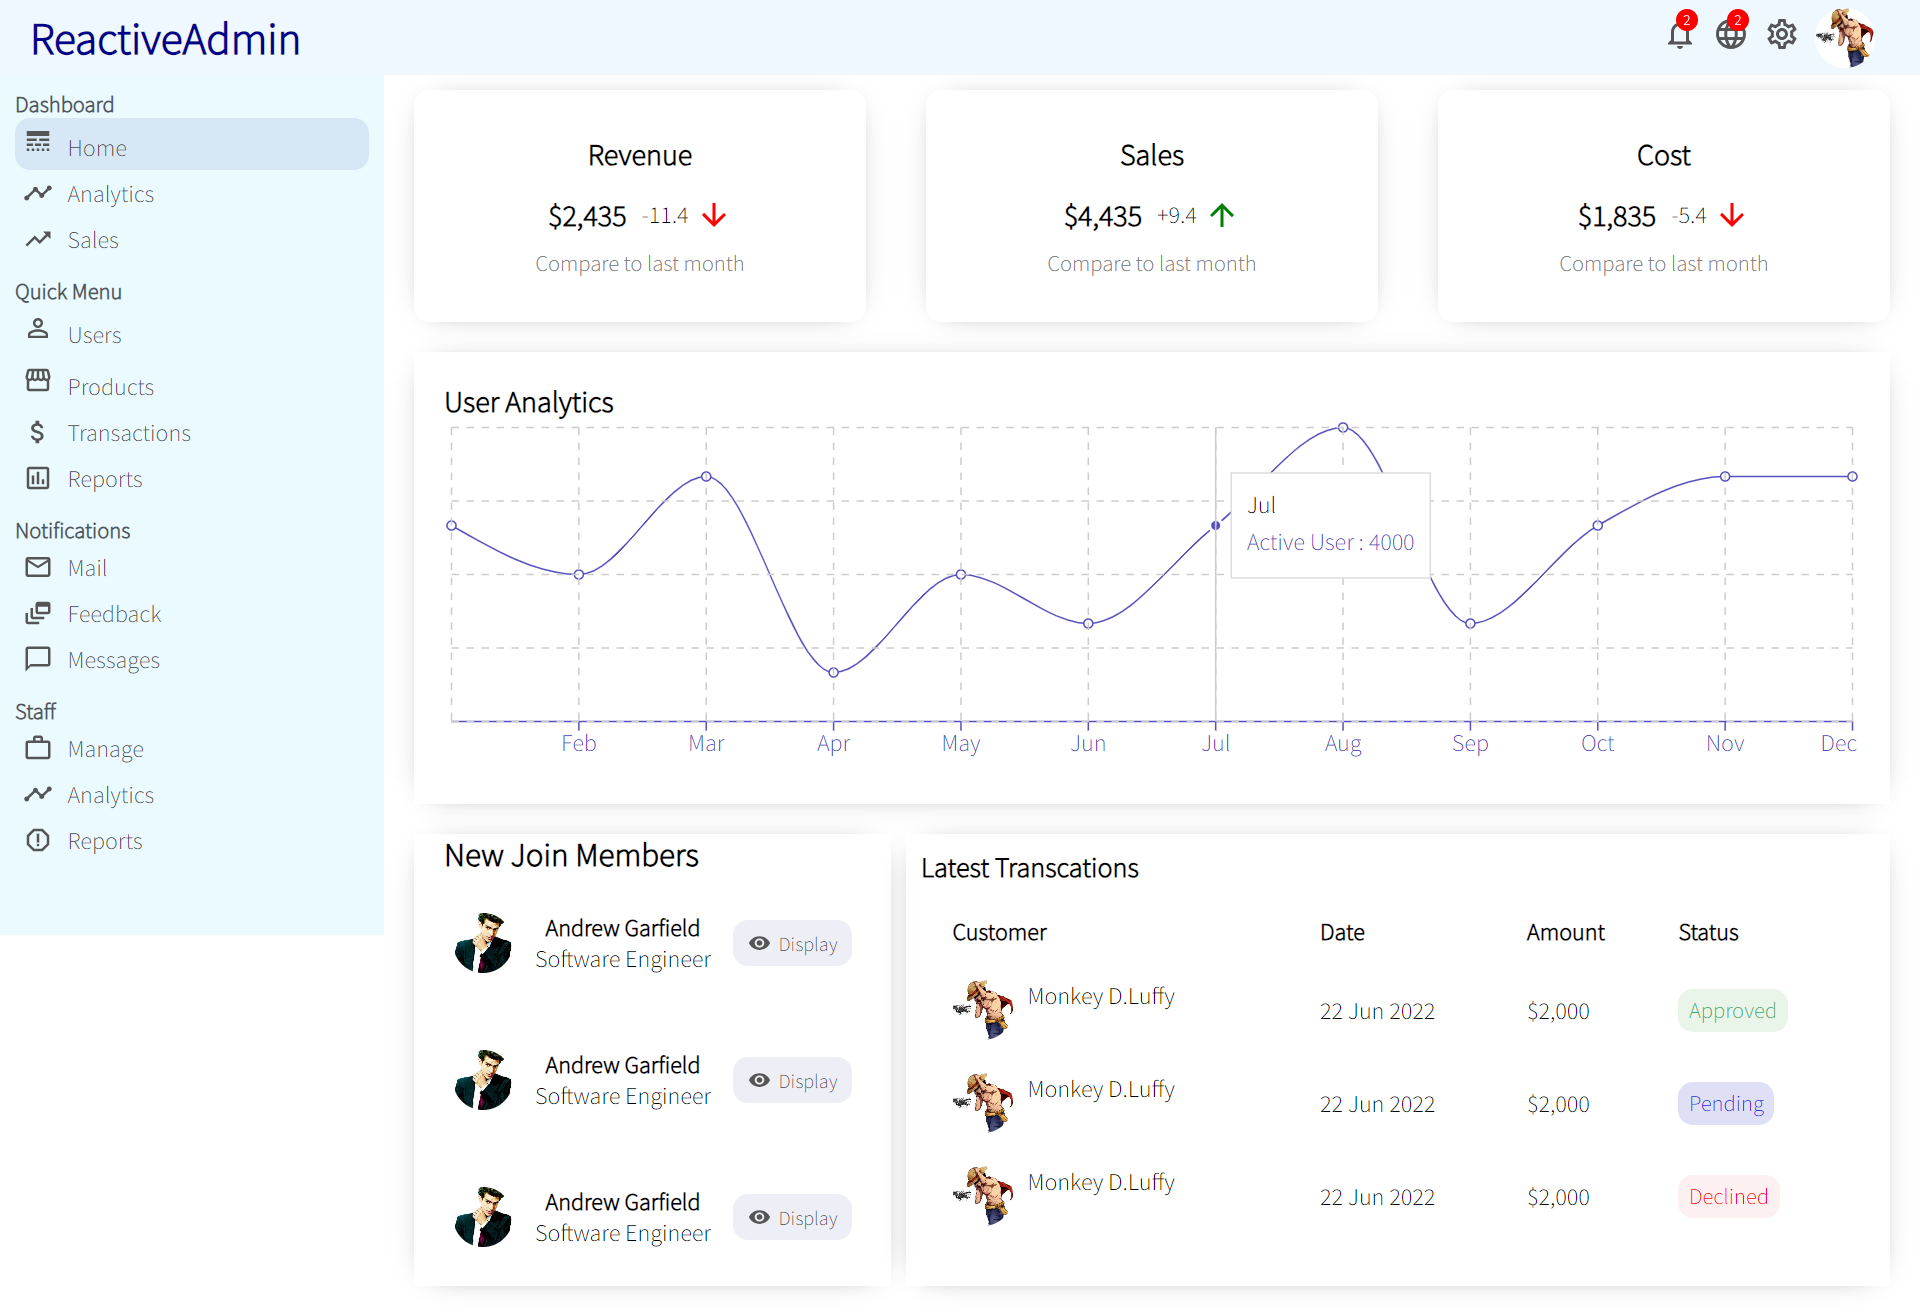 ReactiveAdmin
2
2
Dashboard
Home
Analytics
Sales
Quick Menu
Users
Products
Transactions
Reports
Notifications
Mail
Feedback
Messages
Staff
Manage
Analytics
Reports
Revenue
$2,435 -11.4
Compare to last month
Sales
$4,435 +9.4
Compare to last month
Cost
$1,835 -5.4
Compare to last month
User Analytics
Jul
Active User : 4000
Feb Mar Apr May Jun Jul Aug Sep Oct Nov Dec
New Join Members
Andrew Garfield
Software Engineer
Display
Andrew Garfield
Software Engineer
Display
Andrew Garfield
Software Engineer
Display
Latest Transcations
Customer Date Amount Status
Monkey D.Luffy 22 Jun 2022 $2,000 Approved
Monkey D.Luffy 22 Jun 2022 $2,000 Pending
Monkey D.Luffy 22 Jun 2022 $2,000 Declined